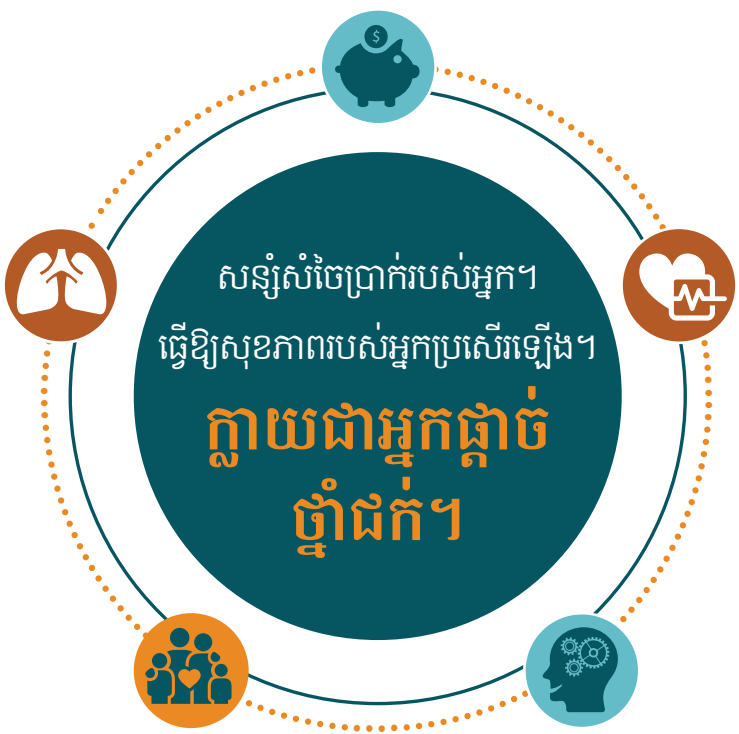 $
សន្សំសំចៃប្រាក់របស់អ្នក។
ធ្វើឱ្យសុខភាពរបស់អ្នកប្រសើរឡើង។
ក្លាយជាអ្នកផ្តាច់
ថ្នាំជក់។